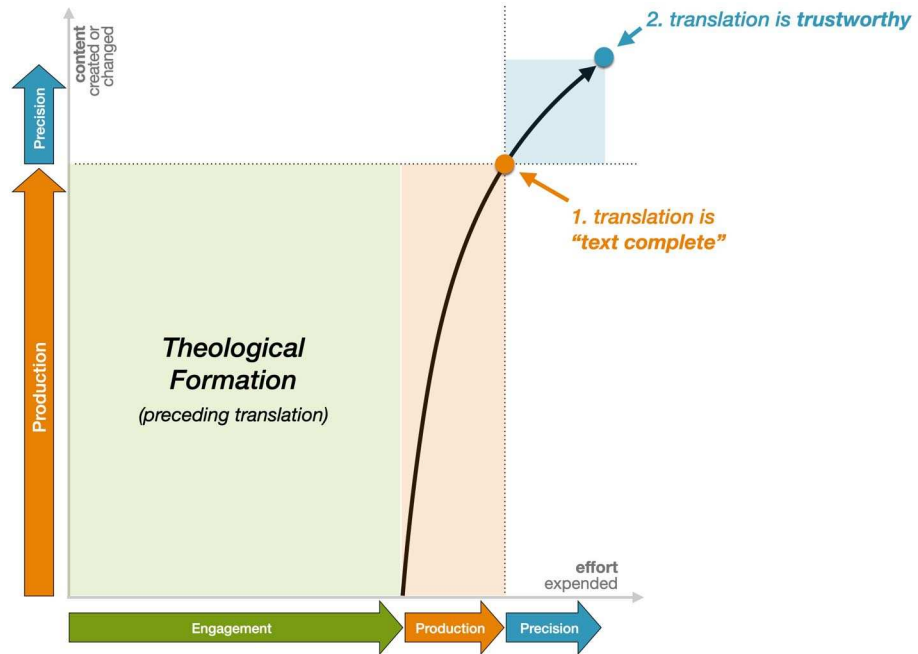 2. translation is trustworthy
content
created or
changed
Precision
1. translation is
“text complete”
Production
Theological
Formation
(preceding translation)
effort
expended
Engagement
Production
Precision